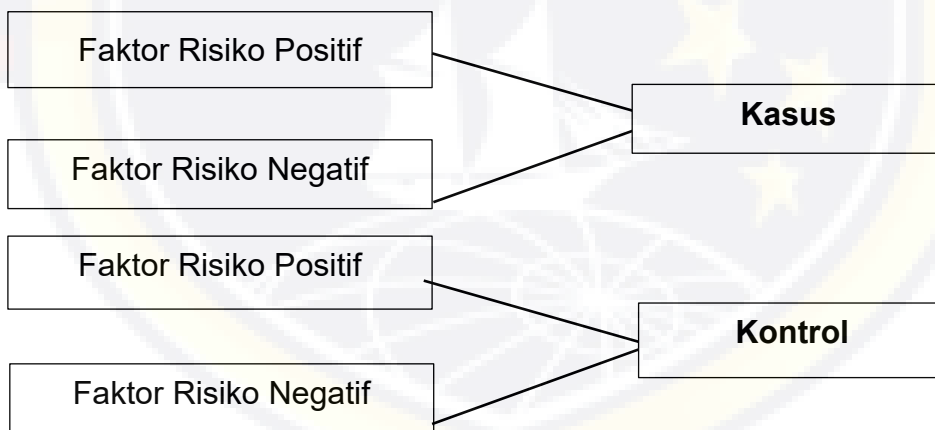 Faktor Risiko Positif
Kasus
Faktor Risiko Negatif
Faktor Risiko Positif
Kontrol
Faktor Risiko Negatif